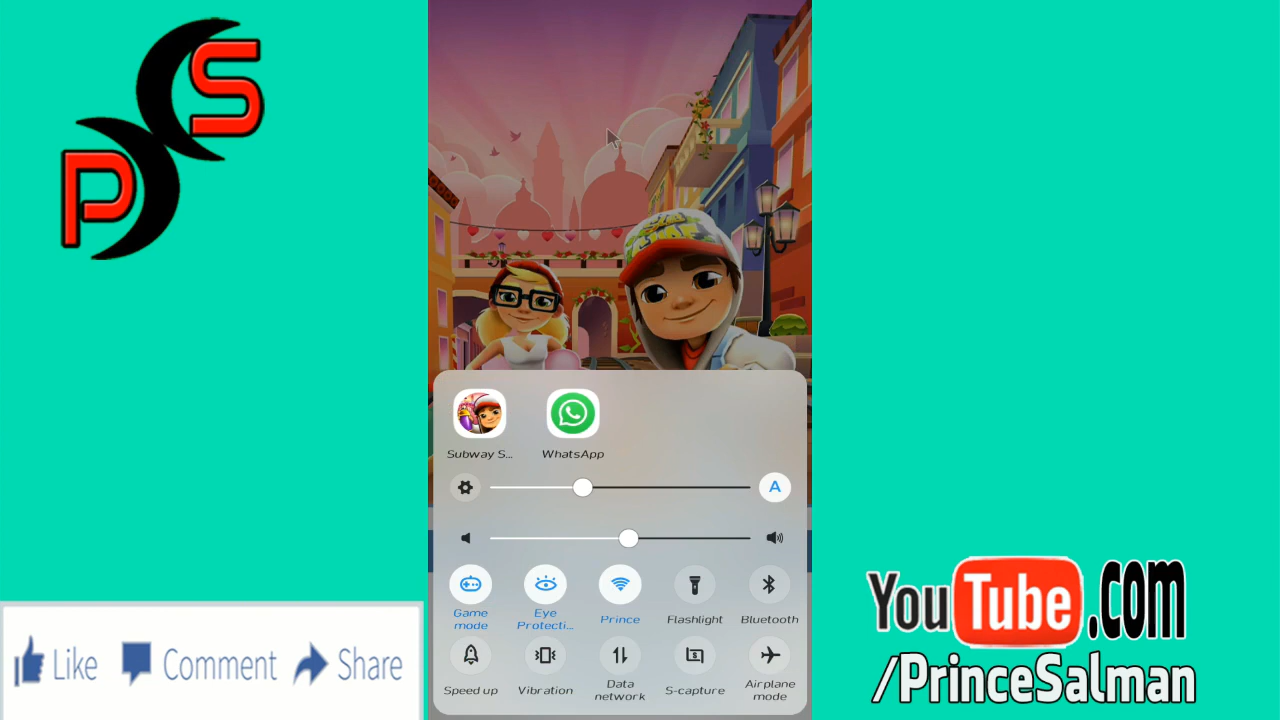 PS
Subway S...
WhatsApp
A
Game mode
Eye Protecti...
Prince
Flashlight
Bluetooth
Speed up
Vibration
Data network
S-capture
Airplane mode
Like
Comment
Share
YouTube.com
/PrinceSalman